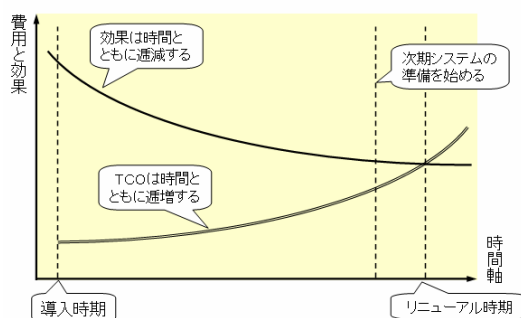 費用と効果
効果は時間と
ともに逓減する
次期システムの
準備を始める
TCOは時間と
ともに逓増する
時間軸
導入時期
リニューアル時期